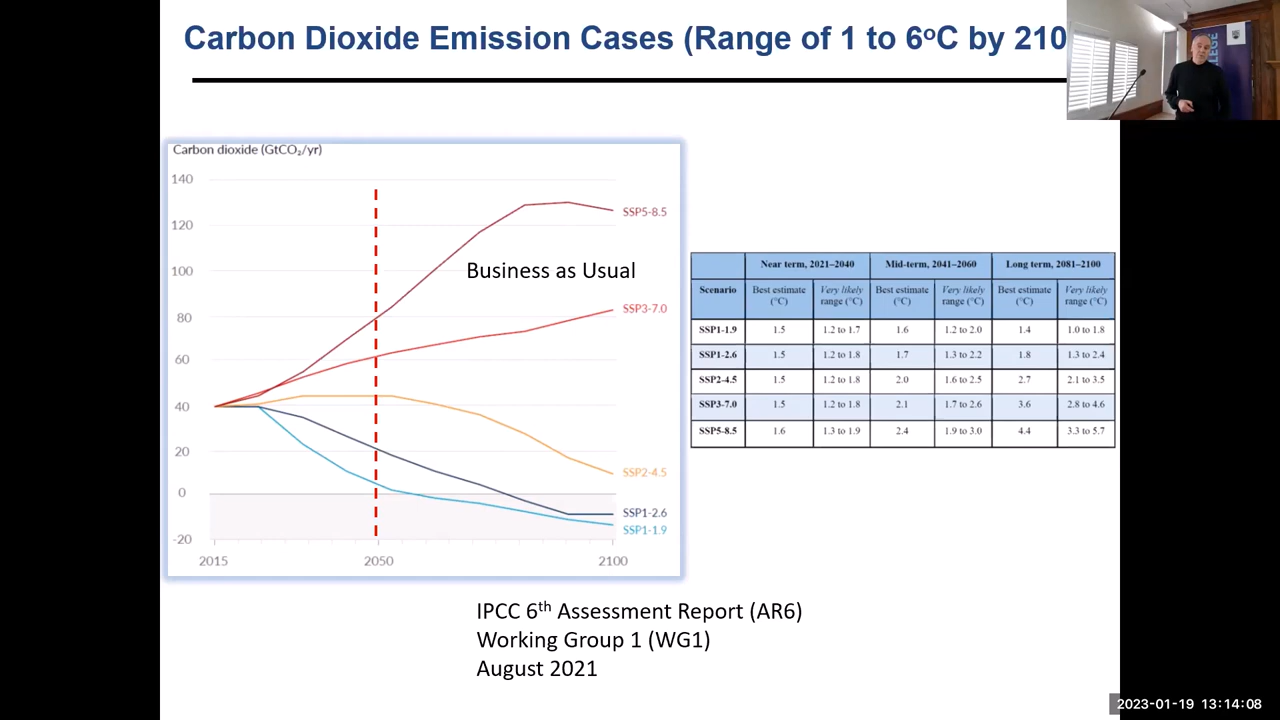 Carbon Dioxide Emission Cases (Range of 1 to 6°C by 210
Carbon dioxide (GtCO₂/yr)
140
120
100
80
60
40
20
0
-20
2015
2050
2100
SSP5-8.5
Business as Usual
SSP3-7.0
SSP2-4.5
SSP1-2.6
SSP1-1.9
Near term, 2021–2040 Mid-term, 2041–2060 Long term, 2081–2100
Scenario Best estimate (°C) Very likely range (°C) Best estimate (°C) Very likely range (°C) Best estimate (°C) Very likely range (°C)
SSP1-1.9 1.5 1.2 to 1.7 1.6 1.2 to 2.0 1.4 1.0 to 1.8
SSP1-2.6 1.5 1.2 to 1.8 1.7 1.3 to 2.2 1.8 1.3 to 2.4
SSP2-4.5 1.5 1.2 to 1.8 2.0 1.6 to 2.5 2.7 2.1 to 3.5
SSP3-7.0 1.5 1.2 to 1.8 2.1 1.7 to 2.6 3.6 2.8 to 4.6
SSP5-8.5 1.6 1.3 to 1.9 2.4 1.9 to 3.0 4.4 3.3 to 5.7
IPCC 6th Assessment Report (AR6)
Working Group 1 (WG1)
August 2021
2023-01-19 13:14:08